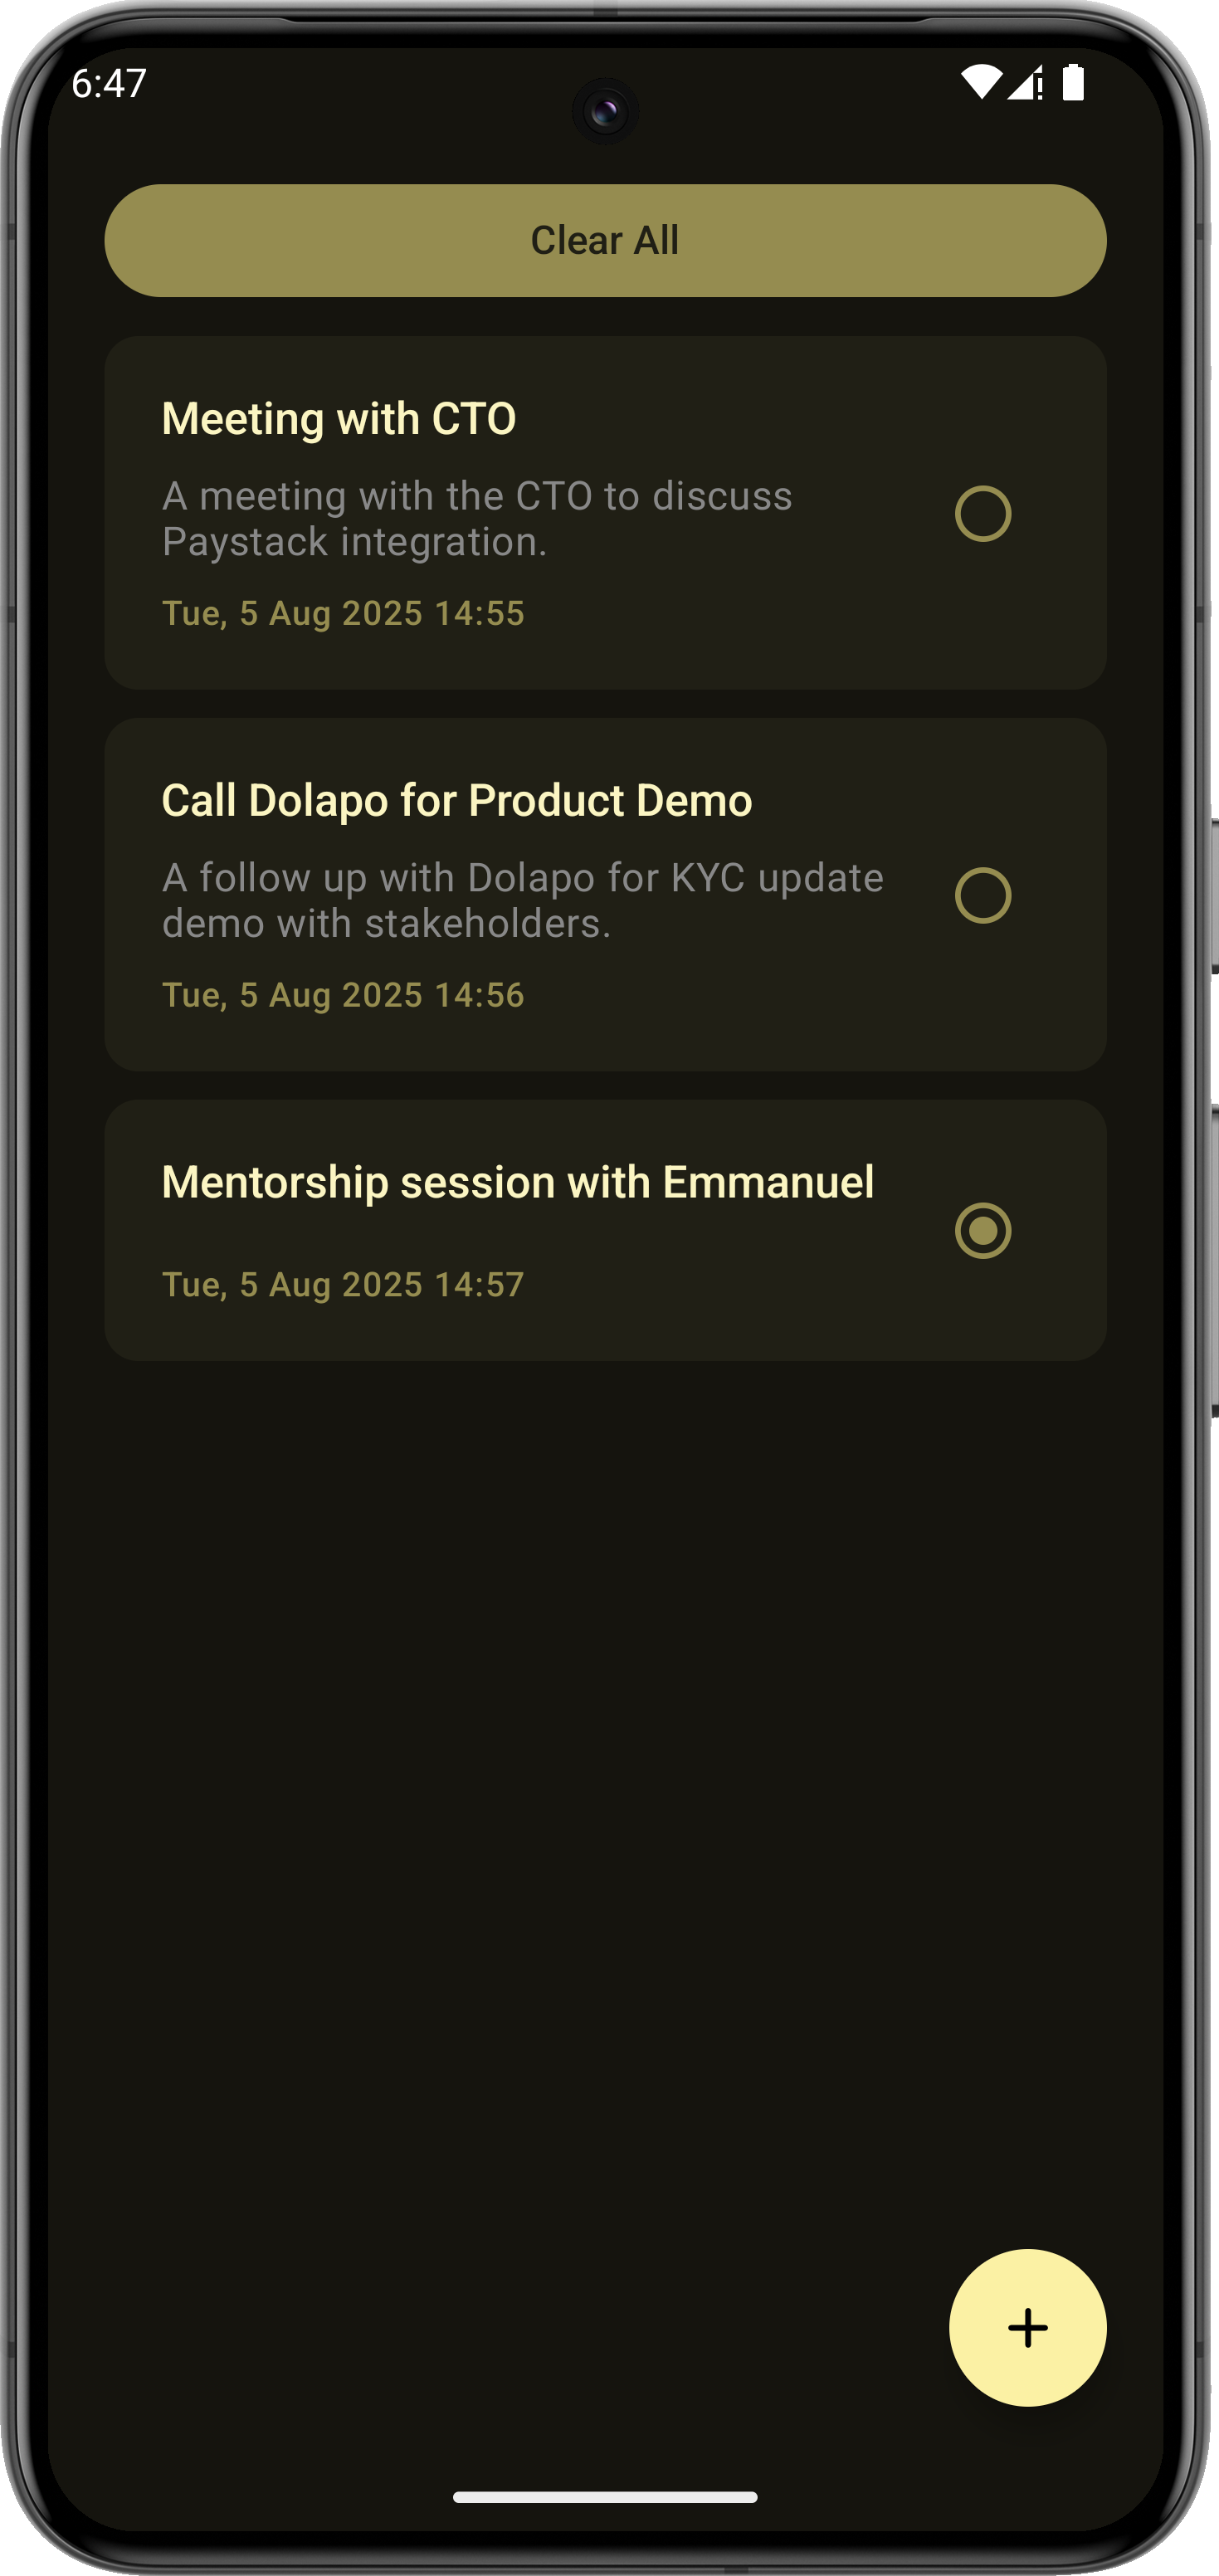 6:47
Clear All
Meeting with CTO
A meeting with the CTO to discuss
Paystack integration.
Tue, 5 Aug 2025 14:55
Call Dolapo for Product Demo
A follow up with Dolapo for KYC update
demo with stakeholders.
Tue, 5 Aug 2025 14:56
Mentorship session with Emmanuel
Tue, 5 Aug 2025 14:57